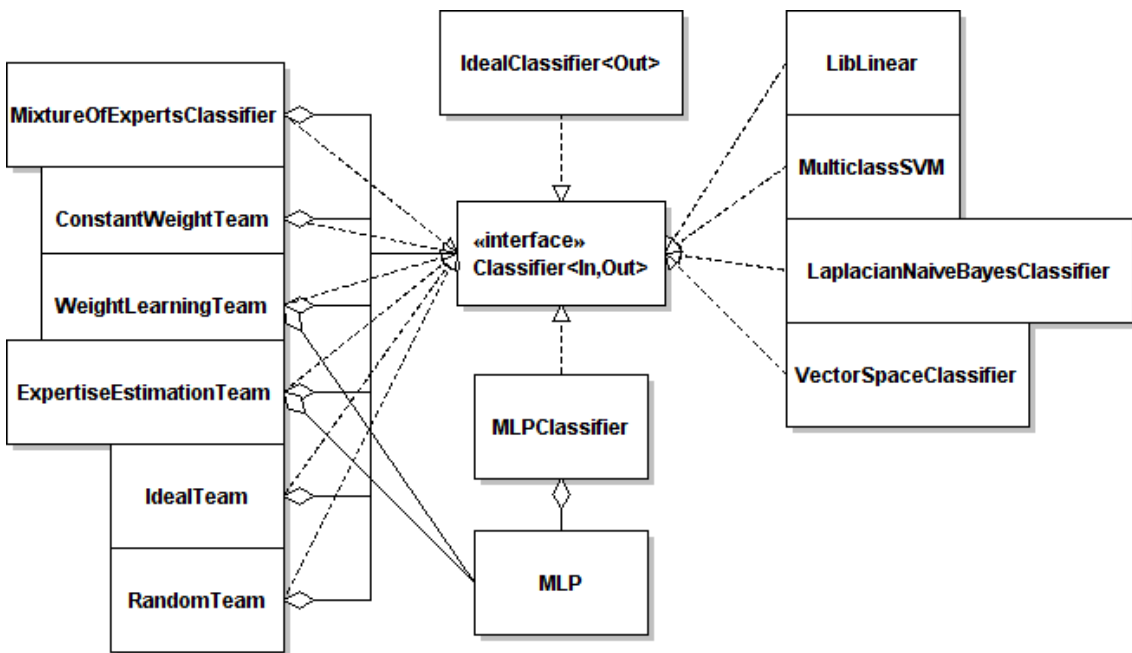 IdealClassifier<Out>
LibLinear
MixtureOfExpertsClassifier
MulticlassSVM
ConstantWeightTeam
«interface»
Classifier<In,Out>
LaplacianNaiveBayesClassifier
WeightLearningTeam
VectorSpaceClassifier
ExpertiseEstimationTeam
MLPClassifier
IdealTeam
MLP
RandomTeam